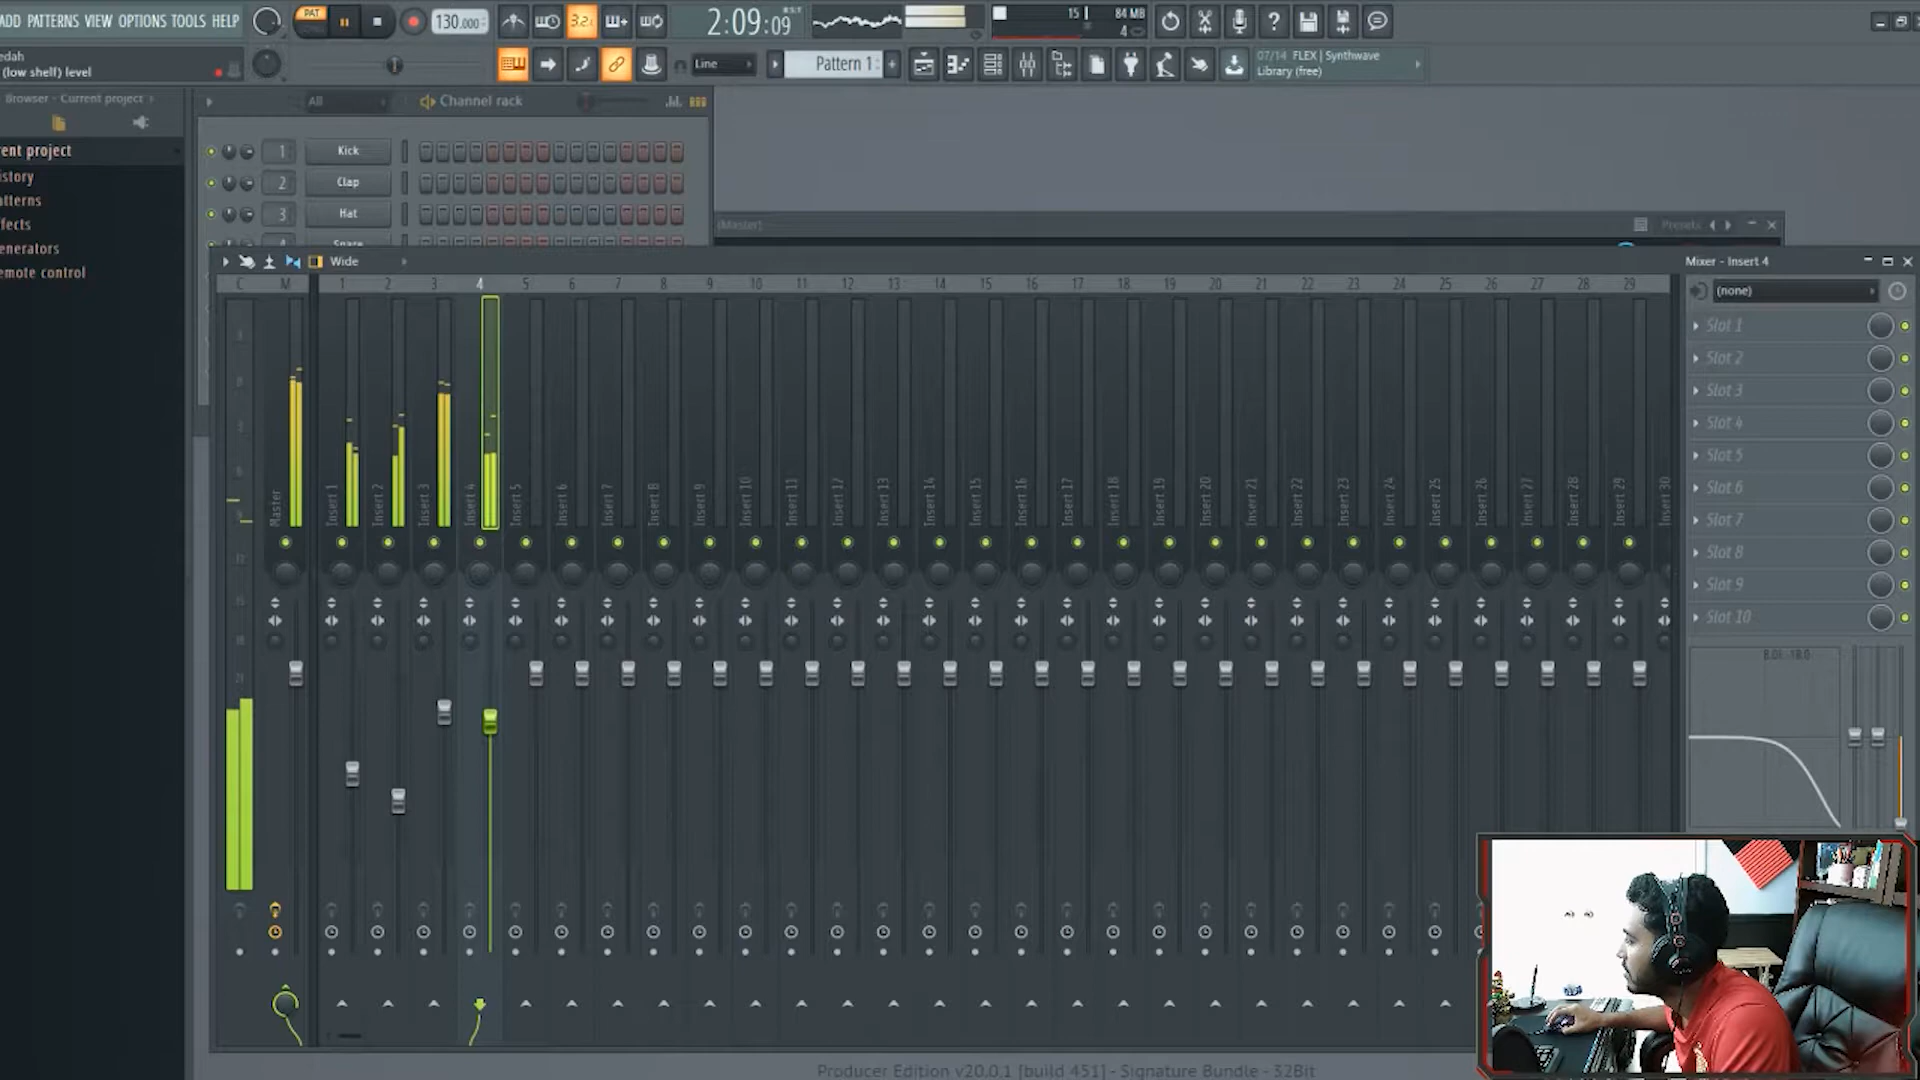 ADD PATTERNS VIEW OPTIONS TOOLS HELP
PAT
130.000
3.2:
2:09:09
B:S:T
15
84 MB
4
edah
(low shelf) level
Line
Pattern 1
07/14 FLEX | Synthwave
Library (free)
Browser - Current project
All
Channel rack
rent project
istory
atterns
ffects
enerators
emote control
1 Kick
2 Clap
3 Hat
4 Snare
(Master)
Presets
Wide
Mixer - Insert 4
C M 1 2 3 4 5 6 7 8 9 10 11 12 13 14 15 16 17 18 19 20 21 22 23 24 25 26 27 28 29
(none)
Slot 1
Slot 2
Slot 3
Slot 4
Slot 5
Slot 6
Slot 7
Slot 8
Slot 9
Slot 10
Master Insert 1 Insert 2 Insert 3 Insert 4 Insert 5 Insert 6 Insert 7 Insert 8 Insert 9 Insert 10 Insert 11 Insert 12 Insert 13 Insert 14 Insert 15 Insert 16 Insert 17 Insert 18 Insert 19 Insert 20 Insert 21 Insert 22 Insert 23 Insert 24 Insert 25 Insert 26 Insert 27 Insert 28 Insert 29 Insert 30
Producer Edition v20.0.1 [build 451] - Signature Bundle - 32Bit